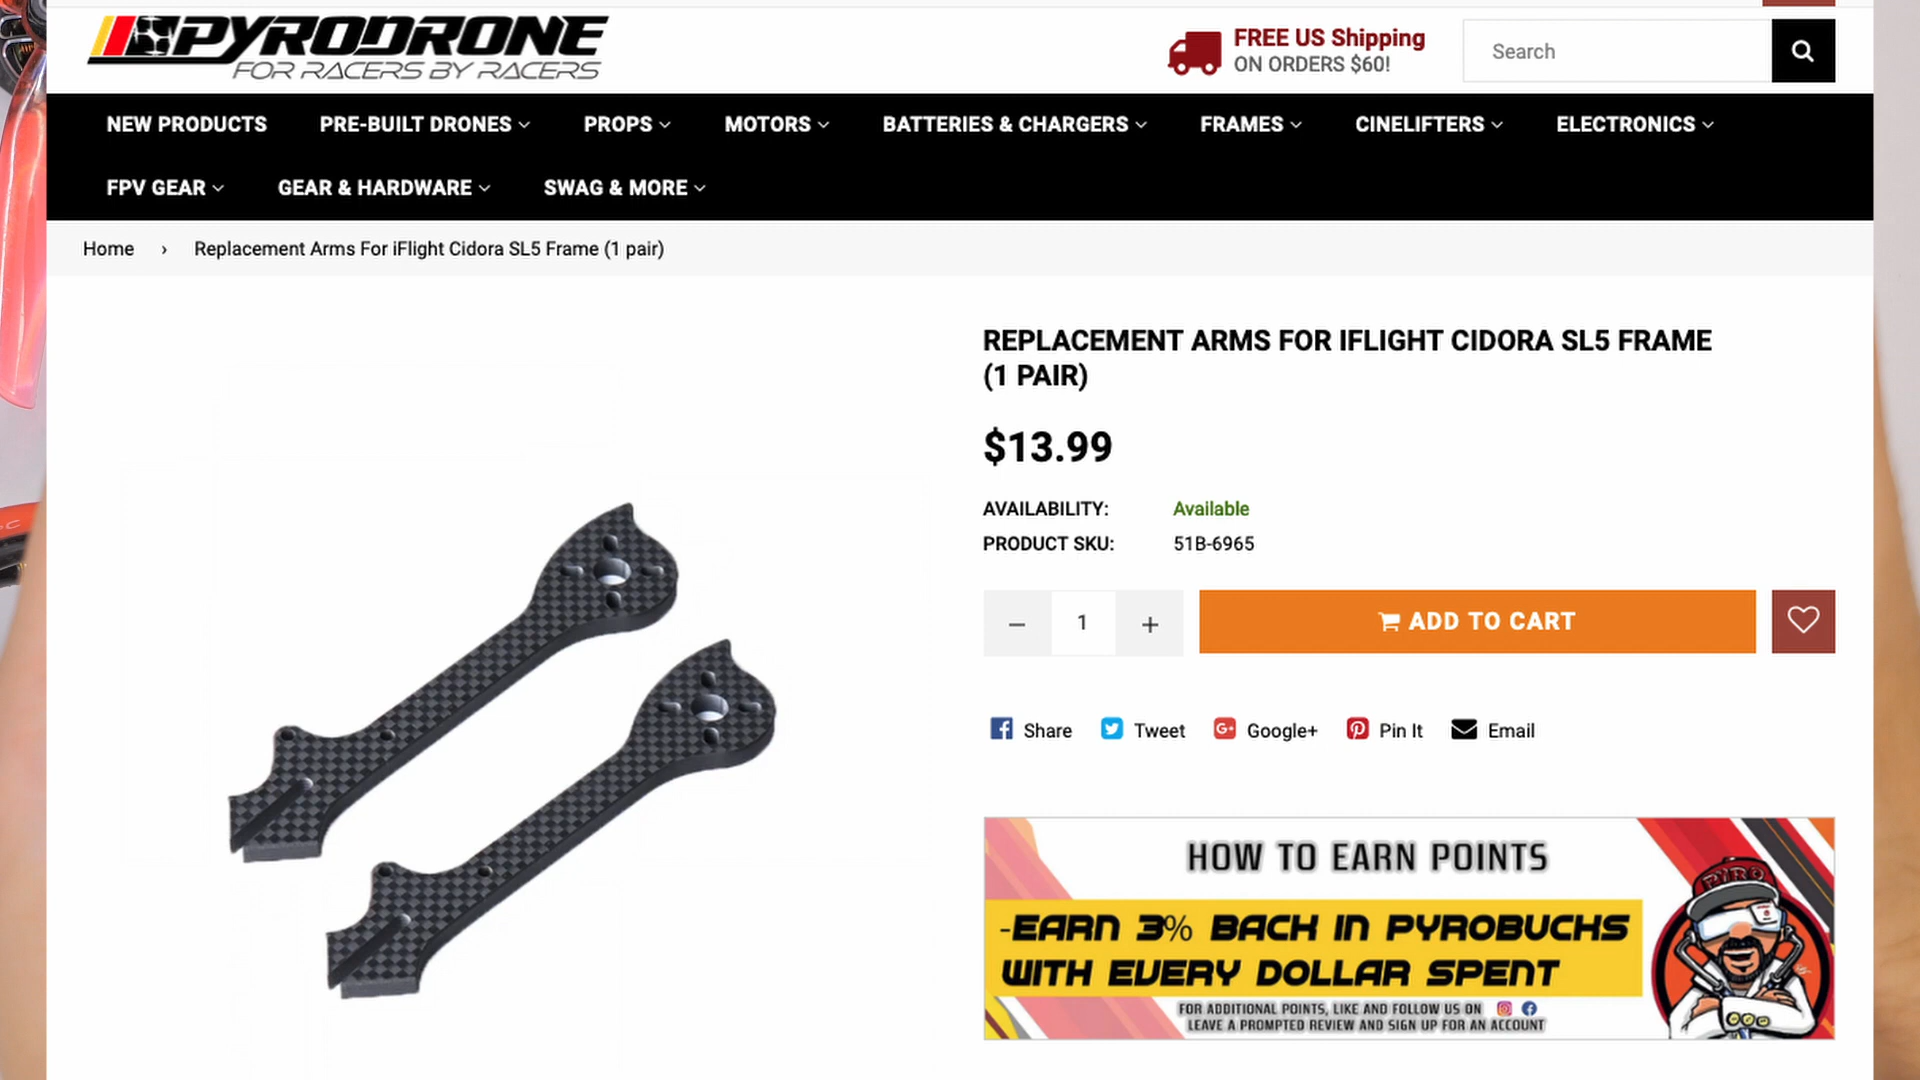 PYRODRONE
FOR RACERS BY RACERS
FREE US Shipping
ON ORDERS $60!
Search
NEW PRODUCTS PRE-BUILT DRONES PROPS MOTORS BATTERIES & CHARGERS FRAMES CINELIFTERS ELECTRONICS
FPV GEAR GEAR & HARDWARE SWAG & MORE
Home › Replacement Arms For iFlight Cidora SL5 Frame (1 pair)
REPLACEMENT ARMS FOR IFLIGHT CIDORA SL5 FRAME
(1 PAIR)
$13.99
AVAILABILITY: Available
PRODUCT SKU: 51B-6965
− 1 + ADD TO CART
Share Tweet Google+ Pin It Email
HOW TO EARN POINTS
-EARN 3% BACK IN PYROBUCHS
WITH EVERY DOLLAR SPENT
FOR ADDITIONAL POINTS, LIKE AND FOLLOW US ON
LEAVE A PROMPTED REVIEW AND SIGN UP FOR AN ACCOUNT
PYRO